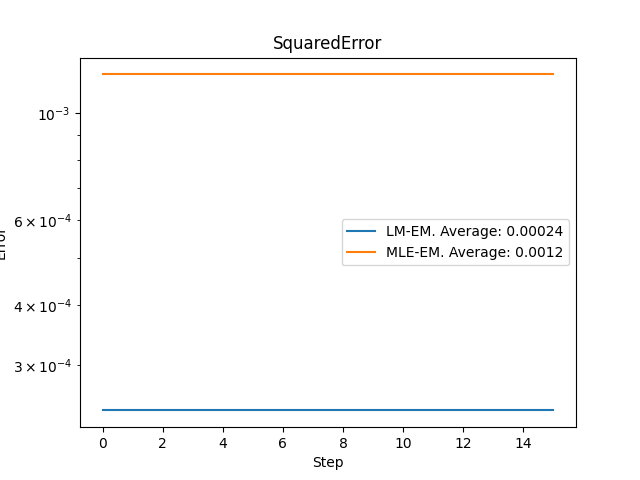 SquaredError
10⁻³
6 × 10⁻⁴
4 × 10⁻⁴
3 × 10⁻⁴
Error
LM-EM. Average: 0.00024
MLE-EM. Average: 0.0012
0 2 4 6 8 10 12 14
Step